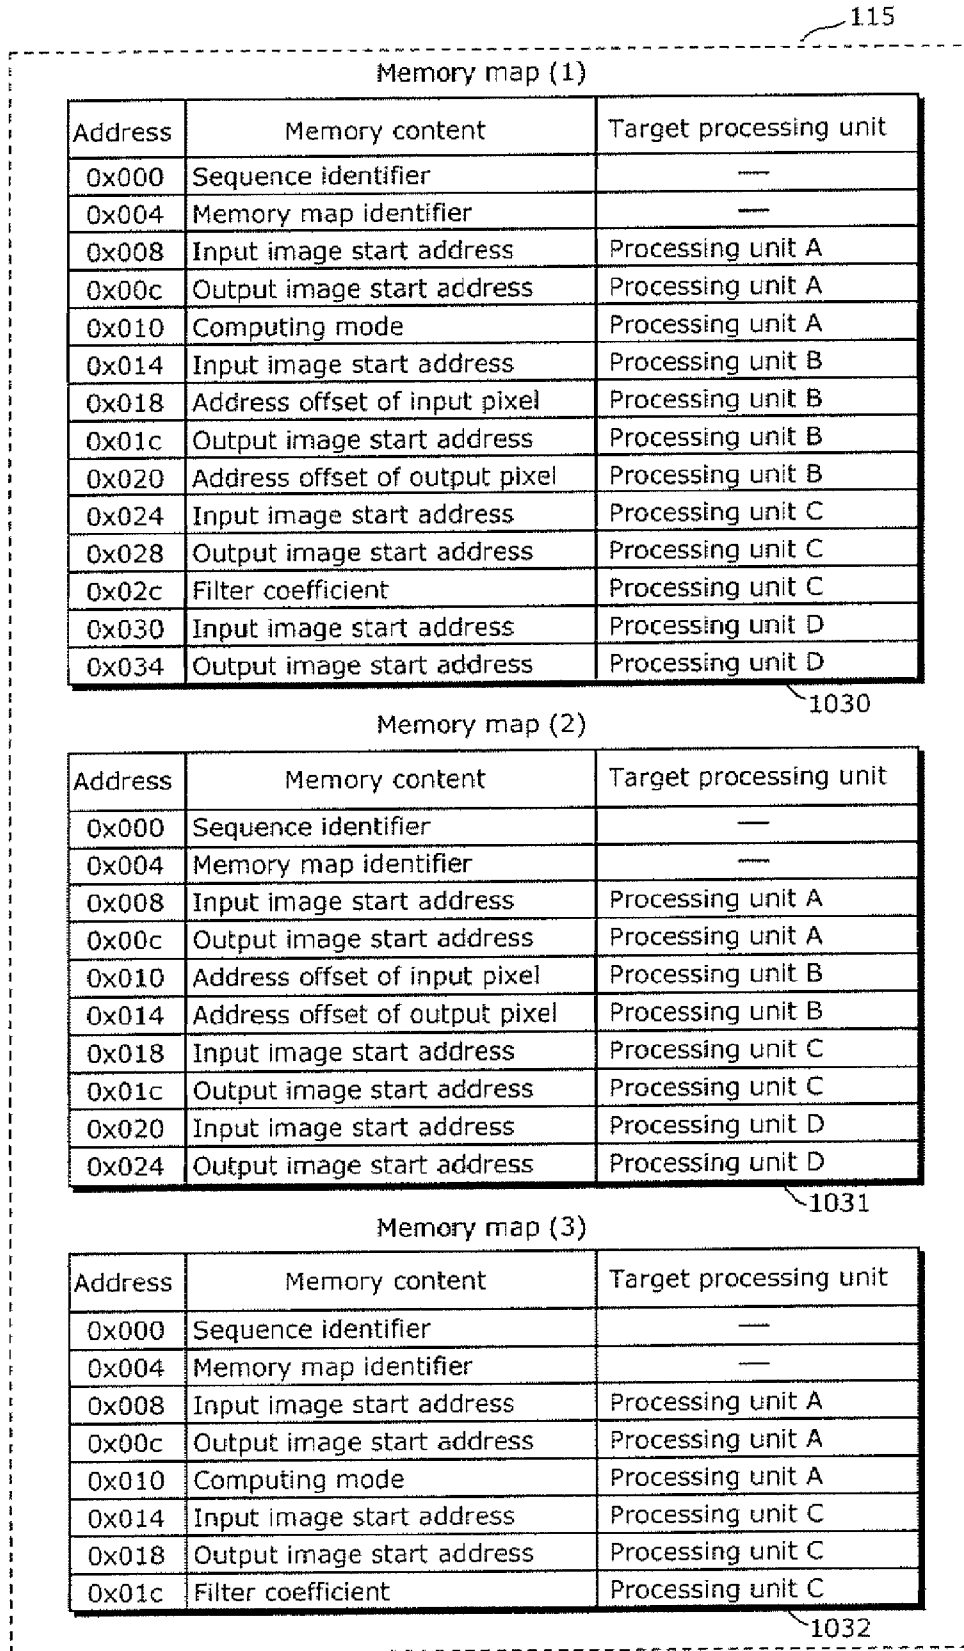 115
Memory map (1)
Address Memory content Target processing unit
0x000 Sequence identifier —
0x004 Memory map identifier —
0x008 Input image start address Processing unit A
0x00c Output image start address Processing unit A
0x010 Computing mode Processing unit A
0x014 Input image start address Processing unit B
0x018 Address offset of input pixel Processing unit B
0x01c Output image start address Processing unit B
0x020 Address offset of output pixel Processing unit B
0x024 Input image start address Processing unit C
0x028 Output image start address Processing unit C
0x02c Filter coefficient Processing unit C
0x030 Input image start address Processing unit D
0x034 Output image start address Processing unit D
1030
Memory map (2)
Address Memory content Target processing unit
0x000 Sequence identifier —
0x004 Memory map identifier —
0x008 Input image start address Processing unit A
0x00c Output image start address Processing unit A
0x010 Address offset of input pixel Processing unit B
0x014 Address offset of output pixel Processing unit B
0x018 Input image start address Processing unit C
0x01c Output image start address Processing unit C
0x020 Input image start address Processing unit D
0x024 Output image start address Processing unit D
1031
Memory map (3)
Address Memory content Target processing unit
0x000 Sequence identifier —
0x004 Memory map identifier —
0x008 Input image start address Processing unit A
0x00c Output image start address Processing unit A
0x010 Computing mode Processing unit A
0x014 Input image start address Processing unit C
0x018 Output image start address Processing unit C
0x01c Filter coefficient Processing unit C
1032